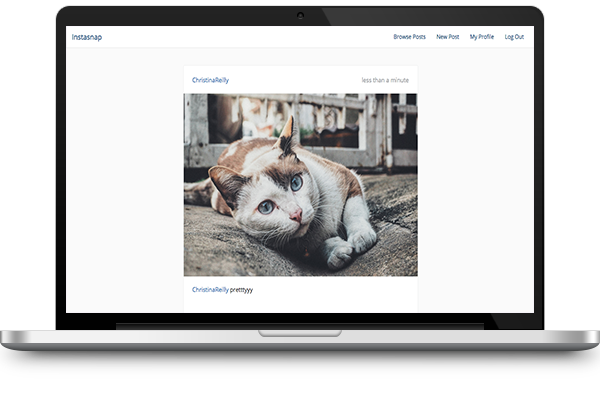 Instasnap Browse Posts New Post My Profile Log Out
ChristinaReilly less than a minute
ChristinaReilly pretttyyy